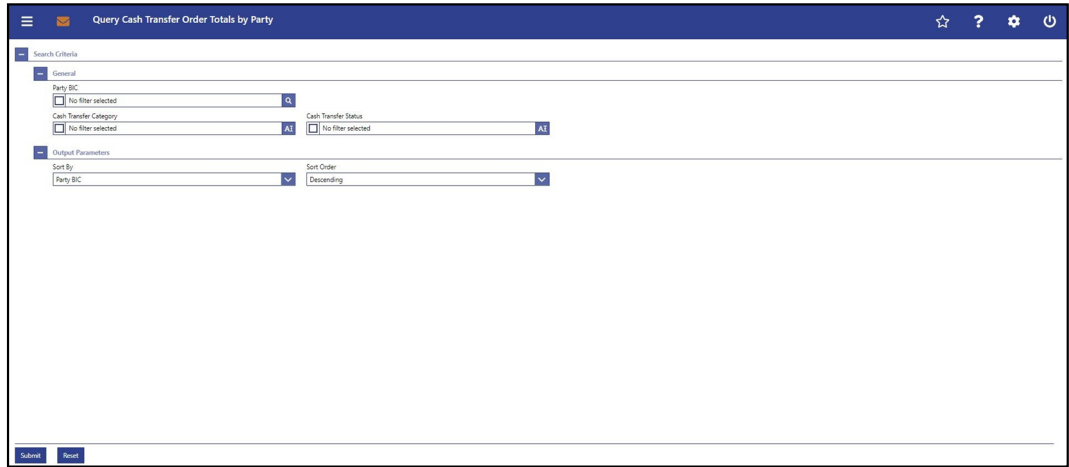 Query Cash Transfer Order Totals by Party
Search Criteria
General
Party BIC
No filter selected
Cash Transfer Category Cash Transfer Status
No filter selected AI No filter selected AI
Output Parameters
Sort By Sort Order
Party BIC Descending
Submit Reset